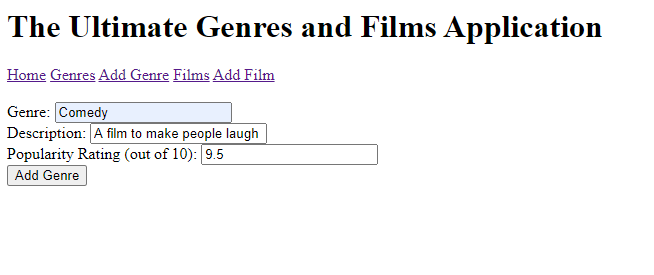 The Ultimate Genres and Films Application
Home Genres Add Genre Films Add Film
Genre: Comedy
Description: A film to make people laugh
Popularity Rating (out of 10): 9.5
Add Genre